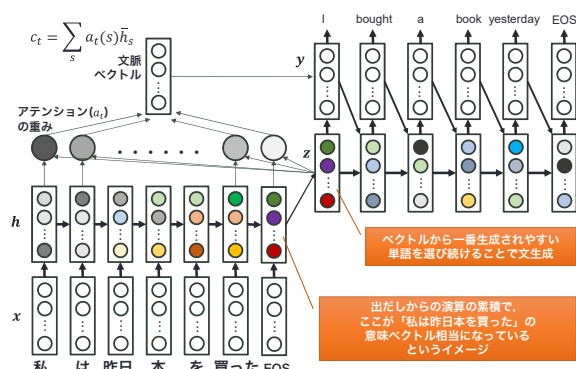 I bought a book yesterday EOS
c_t = \sum_s a_t(s) \bar{h}_s
文脈
ベクトル
y
アテンション(a_t)
の重み
z
h
ベクトルから一番生成されやすい
単語を選び続けることで文生成
出だしからの演算の累積で，
ここが「私は昨日本を買った」の
意味ベクトル相当になっている
というイメージ
x
私 は 昨日 本 を 買った EOS